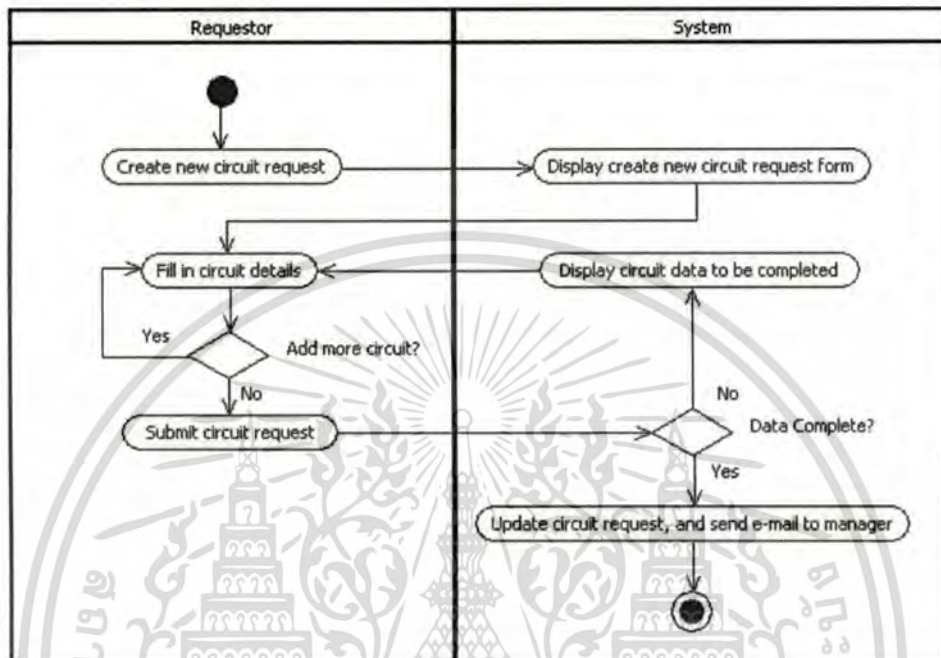 Requestor
System
Create new circuit request
Display create new circuit request form
Fill in circuit details
Display circuit data to be completed
Yes
Add more circuit?
No
No
Submit circuit request
Data Complete?
Yes
Update circuit request, and send e-mail to manager